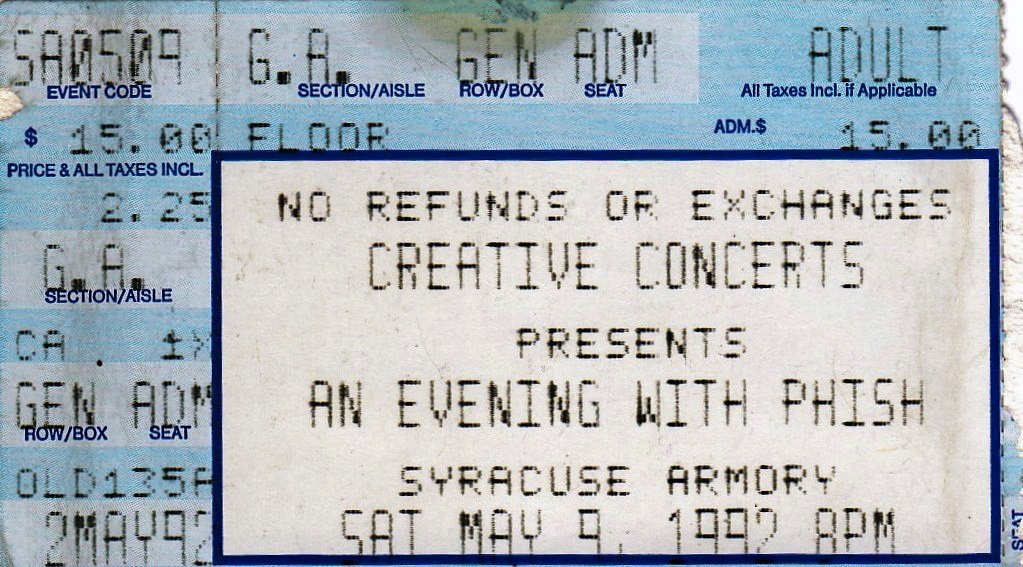 SA0509 G.A. GEN ADM ADULT
EVENT CODE SECTION/AISLE ROW/BOX SEAT All Taxes Incl. if Applicable
$ 15.00 FLOOR ADM.$ 15.00
PRICE & ALL TAXES INCL.
2.25 NO REFUNDS OR EXCHANGES
G.A. CREATIVE CONCERTS
SECTION/AISLE
CA 1X PRESENTS
GEN ADM AN EVENING WITH PHISH
ROW/BOX SEAT
OLD135A SYRACUSE ARMORY
2MAY92 SAT MAY 9, 1992 8PM
SEAT